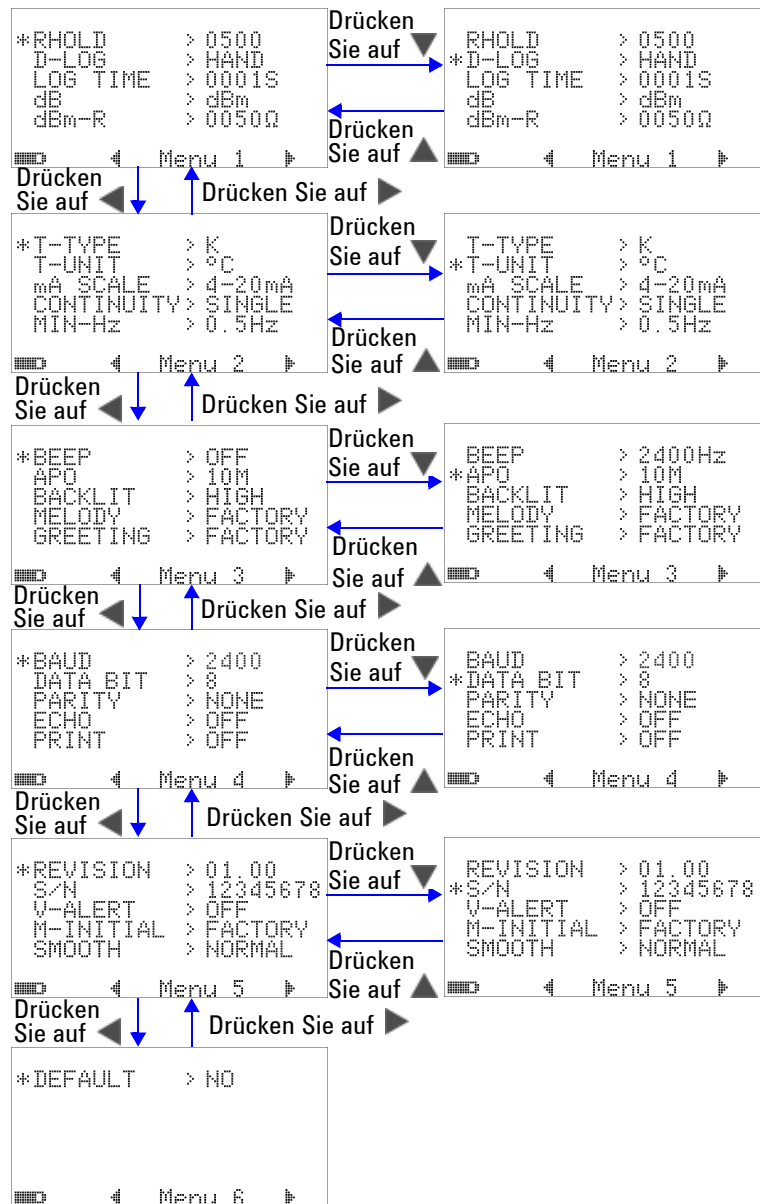 *RHOLD > 0500
D-LOG > HAND
LOG TIME > 0001S
dB > dBm
dBm-R > 0050Ω
Menu 1
Drücken
Sie auf
Drücken
Sie auf
RHOLD > 0500
*D-LOG > HAND
LOG TIME > 0001S
dB > dBm
dBm-R > 0050Ω
Menu 1
Drücken
Sie auf
Drücken Sie auf
*T-TYPE > K
T-UNIT > °C
mA SCALE > 4-20mA
CONTINUITY > SINGLE
MIN-Hz > 0.5Hz
Menu 2
Drücken
Sie auf
Drücken
Sie auf
T-TYPE > K
*T-UNIT > °C
mA SCALE > 4-20mA
CONTINUITY > SINGLE
MIN-Hz > 0.5Hz
Menu 2
Drücken
Sie auf
Drücken Sie auf
*BEEP > OFF
APO > 10M
BACKLIT > HIGH
MELODY > FACTORY
GREETING > FACTORY
Menu 3
Drücken
Sie auf
Drücken
Sie auf
BEEP > 2400Hz
*APO > 10M
BACKLIT > HIGH
MELODY > FACTORY
GREETING > FACTORY
Menu 3
Drücken
Sie auf
Drücken Sie auf
*BAUD > 2400
DATA BIT > 8
PARITY > NONE
ECHO > OFF
PRINT > OFF
Menu 4
Drücken
Sie auf
Drücken
Sie auf
BAUD > 2400
*DATA BIT > 8
PARITY > NONE
ECHO > OFF
PRINT > OFF
Menu 4
Drücken
Sie auf
Drücken Sie auf
*REVISION > 01.00
S/N > 12345678
V-ALERT > OFF
M-INITIAL > FACTORY
SMOOTH > NORMAL
Menu 5
Drücken
Sie auf
Drücken
Sie auf
REVISION > 01.00
*S/N > 12345678
V-ALERT > OFF
M-INITIAL > FACTORY
SMOOTH > NORMAL
Menu 5
Drücken
Sie auf
Drücken Sie auf
*DEFAULT > NO
Menu 6